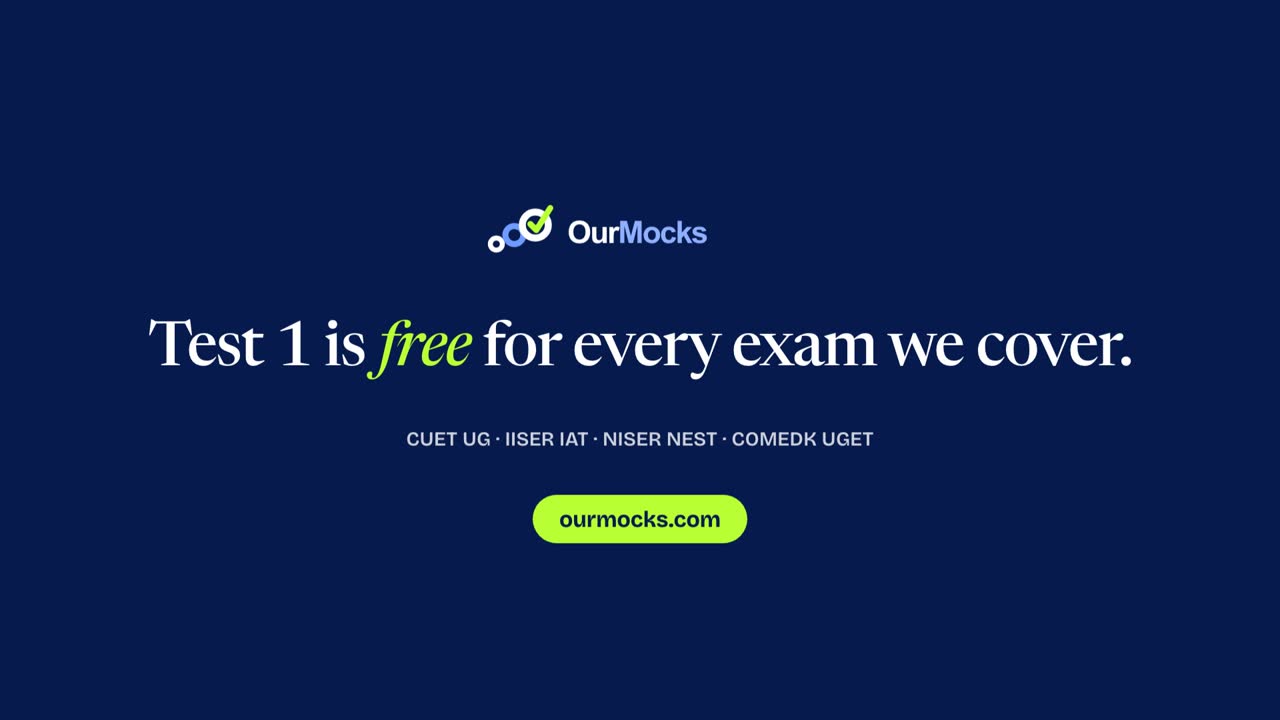 OurMocks
Test 1 is free for every exam we cover.
CUET UG · IISER IAT · NISER NEST · COMEDK UGET
ourmocks.com